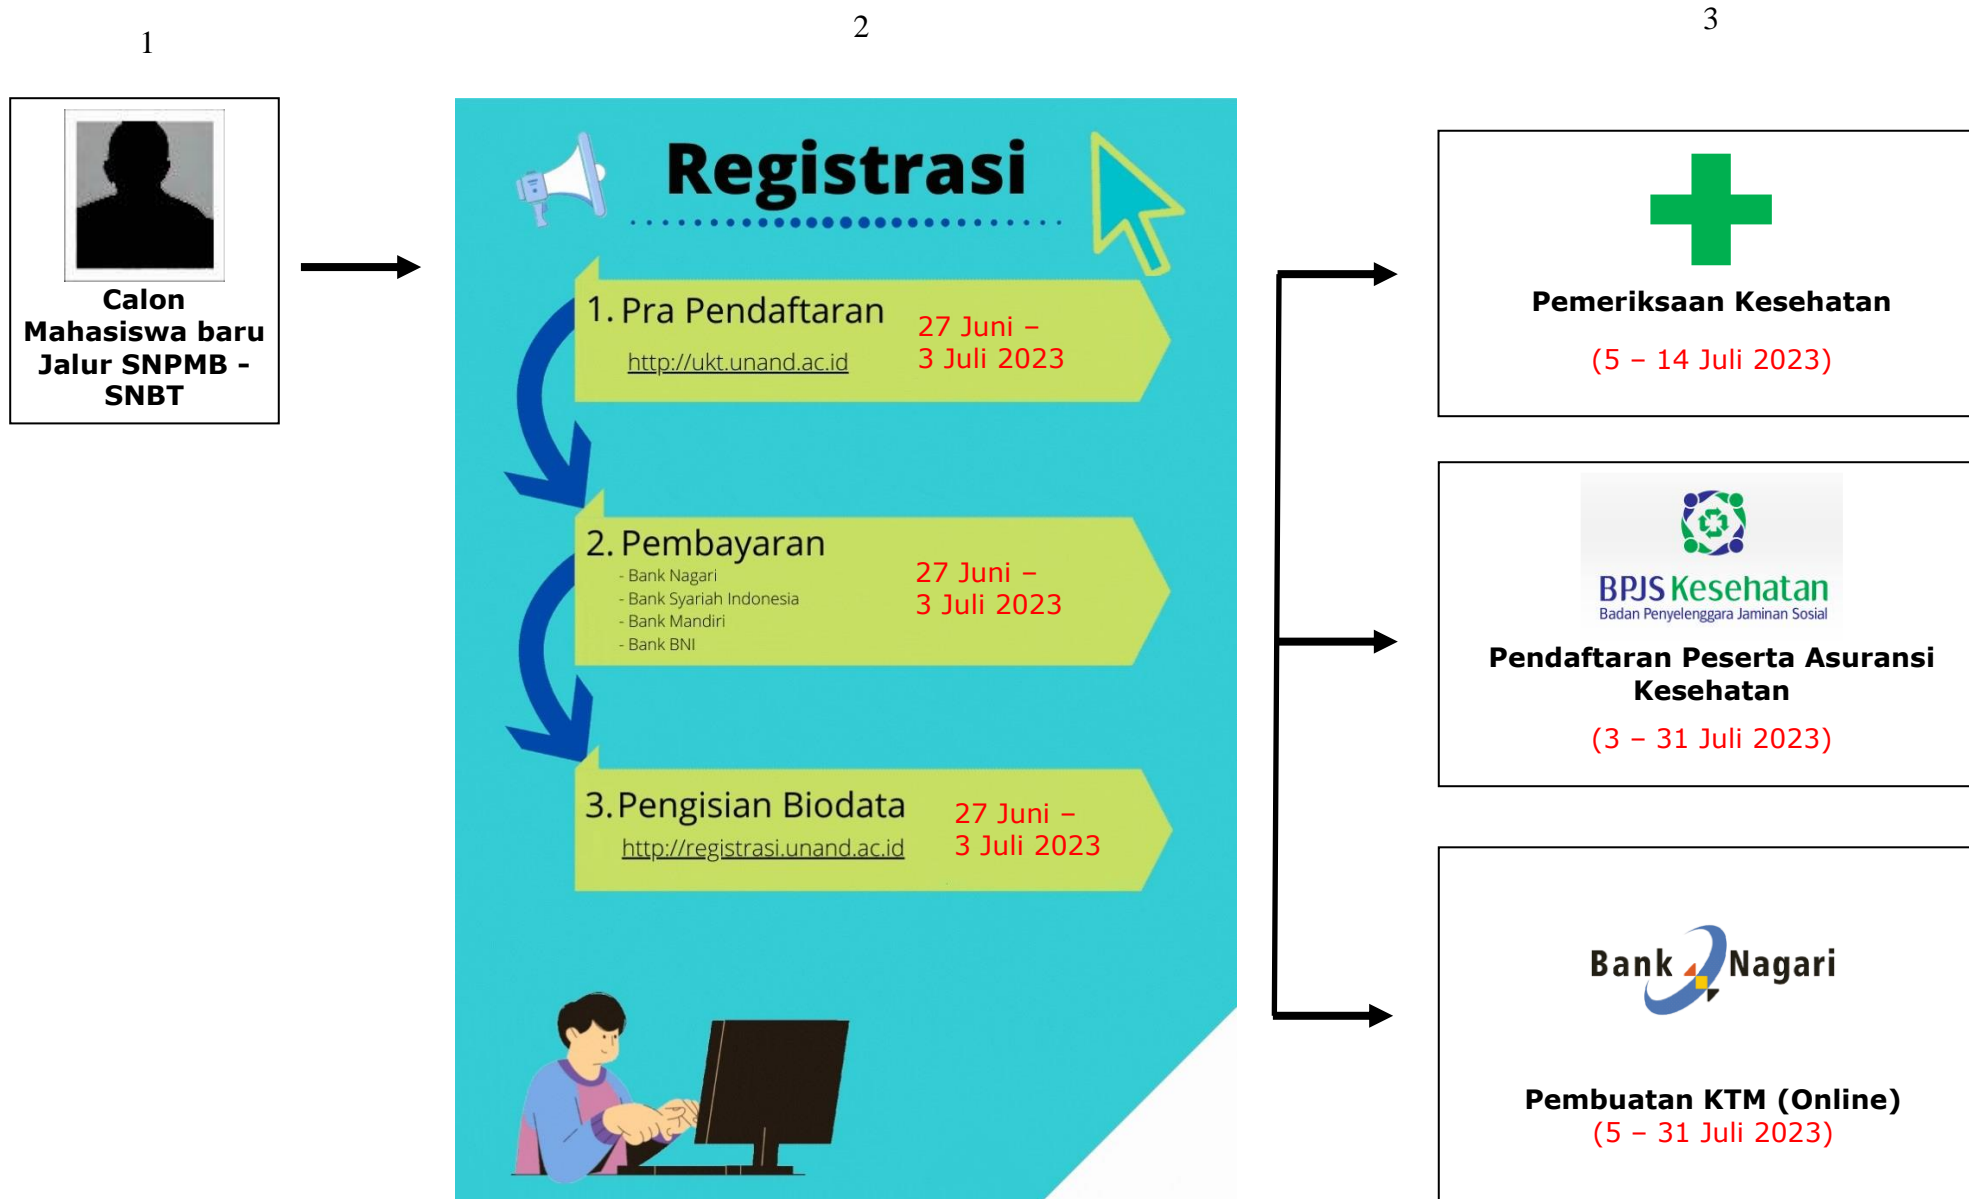 1
2
3
Calon
Mahasiswa baru
Jalur SNPMB -
SNBT
Registrasi
1. Pra Pendaftaran
http://ukt.unand.ac.id
27 Juni –
3 Juli 2023
2. Pembayaran
- Bank Nagari
- Bank Syariah Indonesia
- Bank Mandiri
- Bank BNI
27 Juni –
3 Juli 2023
3. Pengisian Biodata
http://registrasi.unand.ac.id
27 Juni –
3 Juli 2023
Pemeriksaan Kesehatan
(5 – 14 Juli 2023)
BPJS Kesehatan
Badan Penyelenggara Jaminan Sosial
Pendaftaran Peserta Asuransi
Kesehatan
(3 – 31 Juli 2023)
Bank Nagari
Pembuatan KTM (Online)
(5 – 31 Juli 2023)